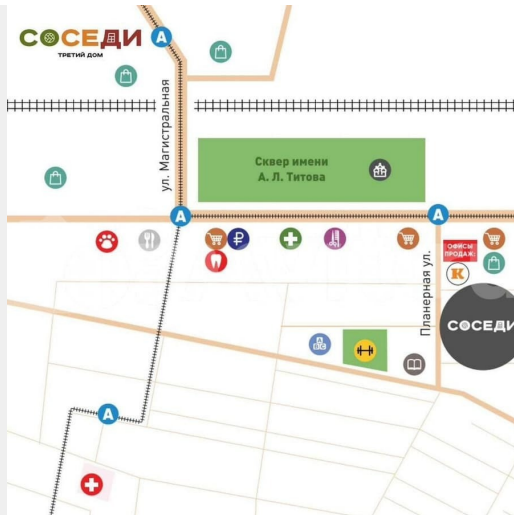 СОСЕДИ
ТРЕТИЙ ДОМ
А
ул. Магистральная
Сквер имени
А. Л. Титова
А
А
₽
ОФИСЫ
ПРОДАЖ
К
Планерная ул.
СОСЕДИ
А